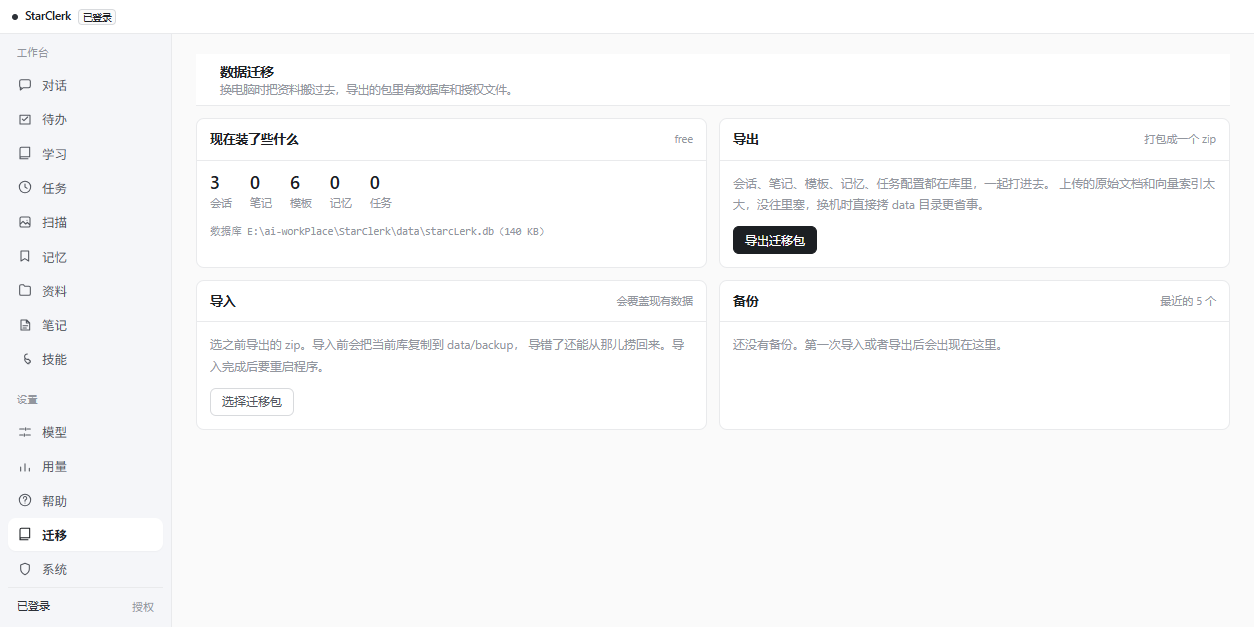 StarClerk 已登录
工作台
对话
待办
学习
任务
扫描
记忆
资料
笔记
技能
设置
模型
用量
帮助
迁移
系统
已登录 授权
数据迁移
换电脑时把资料搬过去，导出的包里有数据库和授权文件。
现在装了些什么 free
3 0 6 0 0
会话 笔记 模板 记忆 任务
数据库 E:\ai-workPlace\StarClerk\data\starcLerk.db (140 KB)
导出 打包成一个 zip
会话、笔记、模板、记忆、任务配置都在库里，一起打进去。 上传的原始文档和向量索引太
大，没往里塞，换机时直接拷 data 目录更省事。
导出迁移包
导入 会覆盖现有数据
选之前导出的 zip。导入前会把当前库复制到 data/backup， 导错了还能从那儿捞回来。导
入完成后要重启程序。
选择迁移包
备份 最近的 5 个
还没有备份。第一次导入或者导出后会出现在这里。